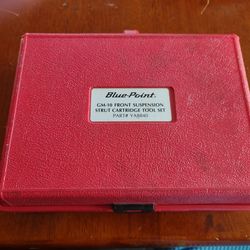 Blue-Point
GM-10 FRONT SUSPENSION
STRUT CARTRIDGE TOOL SET
PART# YA8840